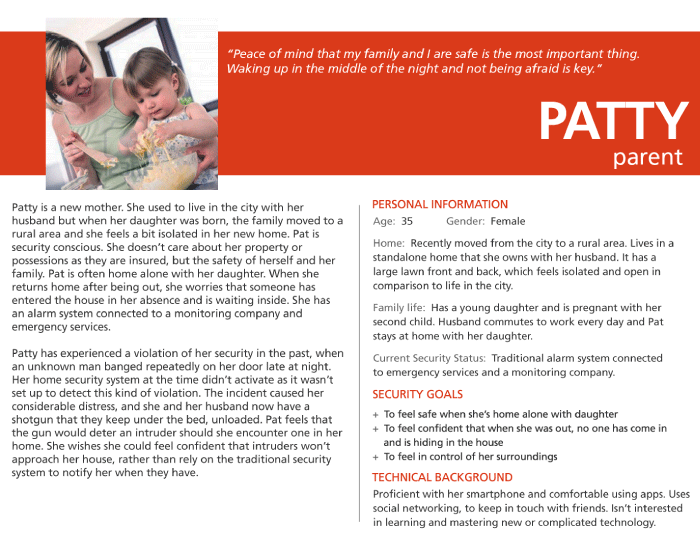 “Peace of mind that my family and I are safe is the most important thing.
Waking up in the middle of the night and not being afraid is key.”
PATTY
parent
Patty is a new mother. She used to live in the city with her
husband but when her daughter was born, the family moved to a
rural area and she feels a bit isolated in her new home. Pat is
security conscious. She doesn’t care about her property or
possessions as they are insured, but the safety of herself and her
family. Pat is often home alone with her daughter. When she
returns home after being out, she worries that someone has
entered the house in her absence and is waiting inside. She has
an alarm system connected to a monitoring company and
emergency services.
Patty has experienced a violation of her security in the past, when
an unknown man banged repeatedly on her door late at night.
Her home security system at the time didn’t activate as it wasn’t
set up to detect this kind of violation. The incident caused her
considerable distress, and she and her husband now have a
shotgun that they keep under the bed, unloaded. Pat feels that
the gun would deter an intruder should she encounter one in her
home. She wishes she could feel confident that intruders won’t
approach her house, rather than rely on the traditional security
system to notify her when they have.
PERSONAL INFORMATION
Age: 35 Gender: Female
Home: Recently moved from the city to a rural area. Lives in a
standalone home that she owns with her husband. It has a
large lawn front and back, which feels isolated and open in
comparison to life in the city.
Family life: Has a young daughter and is pregnant with her
second child. Husband commutes to work every day and Pat
stays at home with her daughter.
Current Security Status: Traditional alarm system connected
to emergency services and a monitoring company.
SECURITY GOALS
+ To feel safe when she’s home alone with daughter
+ To feel confident that when she was out, no one has come in
and is hiding in the house
+ To feel in control of her surroundings
TECHNICAL BACKGROUND
Proficient with her smartphone and comfortable using apps. Uses
social networking, to keep in touch with friends. Isn’t interested
in learning and mastering new or complicated technology.